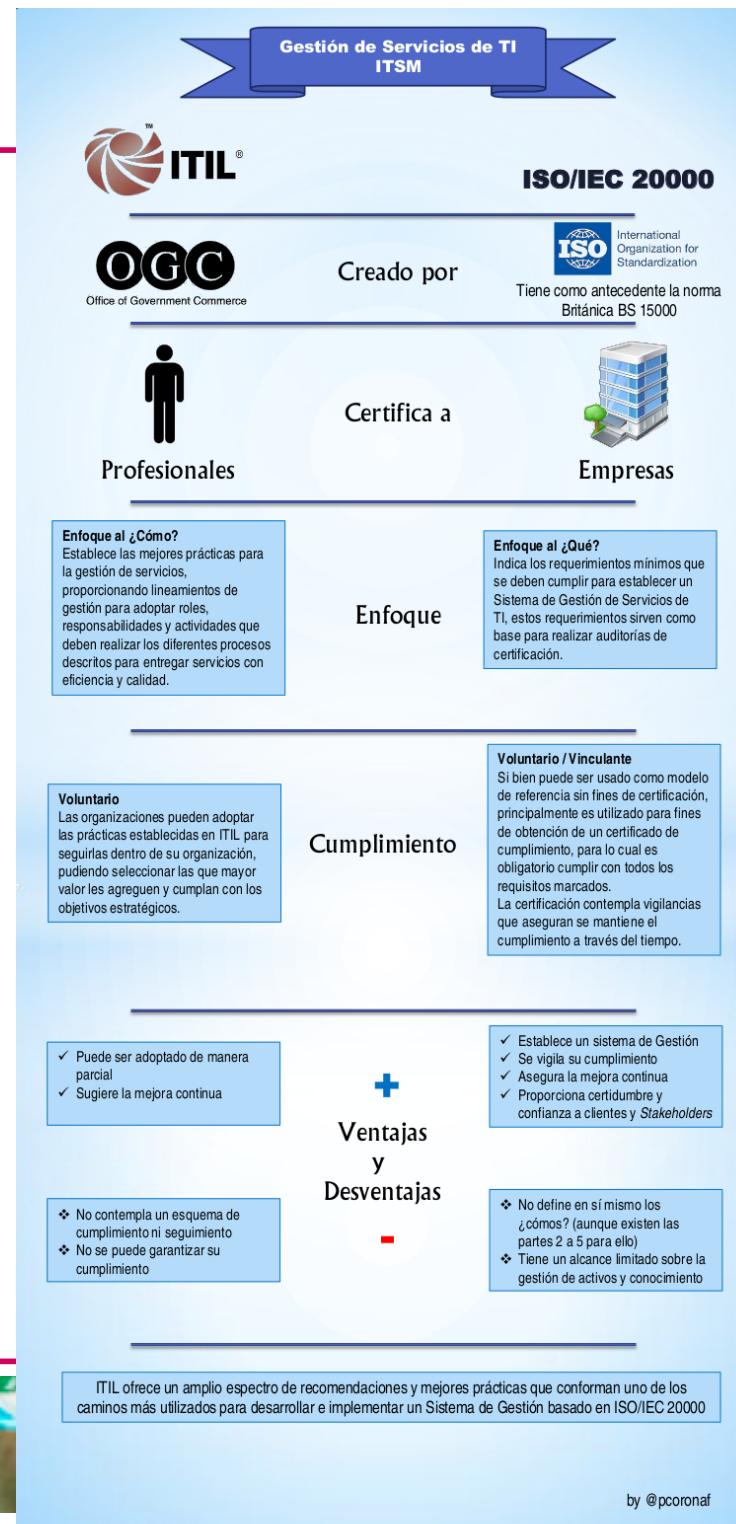 Gestión de Servicios de TI
ITSM
™
ITIL®
ISO/IEC 20000
OGC
Office of Government Commerce
Creado por
ISO
International
Organization for
Standardization
Tiene como antecedente la norma
Británica BS 15000
Certifica a
Profesionales
Empresas
Enfoque al ¿Cómo?
Establece las mejores prácticas para
la gestión de servicios,
proporcionando lineamientos de
gestión para adoptar roles,
responsabilidades y actividades que
deben realizar los diferentes procesos
descritos para entregar servicios con
eficiencia y calidad.
Enfoque
Enfoque al ¿Qué?
Indica los requerimientos mínimos que
se deben cumplir para establecer un
Sistema de Gestión de Servicios de
TI, estos requerimientos sirven como
base para realizar auditorías de
certificación.
Voluntario
Las organizaciones pueden adoptar
las prácticas establecidas en ITIL para
seguirlas dentro de su organización,
pudiendo seleccionar las que mayor
valor les agreguen y cumplan con los
objetivos estratégicos.
Cumplimiento
Voluntario / Vinculante
Si bien puede ser usado como modelo
de referencia sin fines de certificación,
principalmente es utilizado para fines
de obtención de un certificado de
cumplimiento, para lo cual es
obligatorio cumplir con todos los
requisitos marcados.
La certificación contempla vigilancias
que aseguran se mantiene el
cumplimiento a través del tiempo.
✓ Puede ser adoptado de manera
parcial
✓ Sugiere la mejora continua
+
Ventajas
y
Desventajas
-
✓ Establece un sistema de Gestión
✓ Se vigila su cumplimiento
✓ Asegura la mejora continua
✓ Proporciona certidumbre y
confianza a clientes y Stakeholders
❖ No contempla un esquema de
cumplimiento ni seguimiento
❖ No se puede garantizar su
cumplimiento
❖ No define en sí mismo los
¿cómos? (aunque existen las
partes 2 a 5 para ello)
❖ Tiene un alcance limitado sobre la
gestión de activos y conocimiento
ITIL ofrece un amplio espectro de recomendaciones y mejores prácticas que conforman uno de los
caminos más utilizados para desarrollar e implementar un Sistema de Gestión basado en ISO/IEC 20000
by @pcoronaf